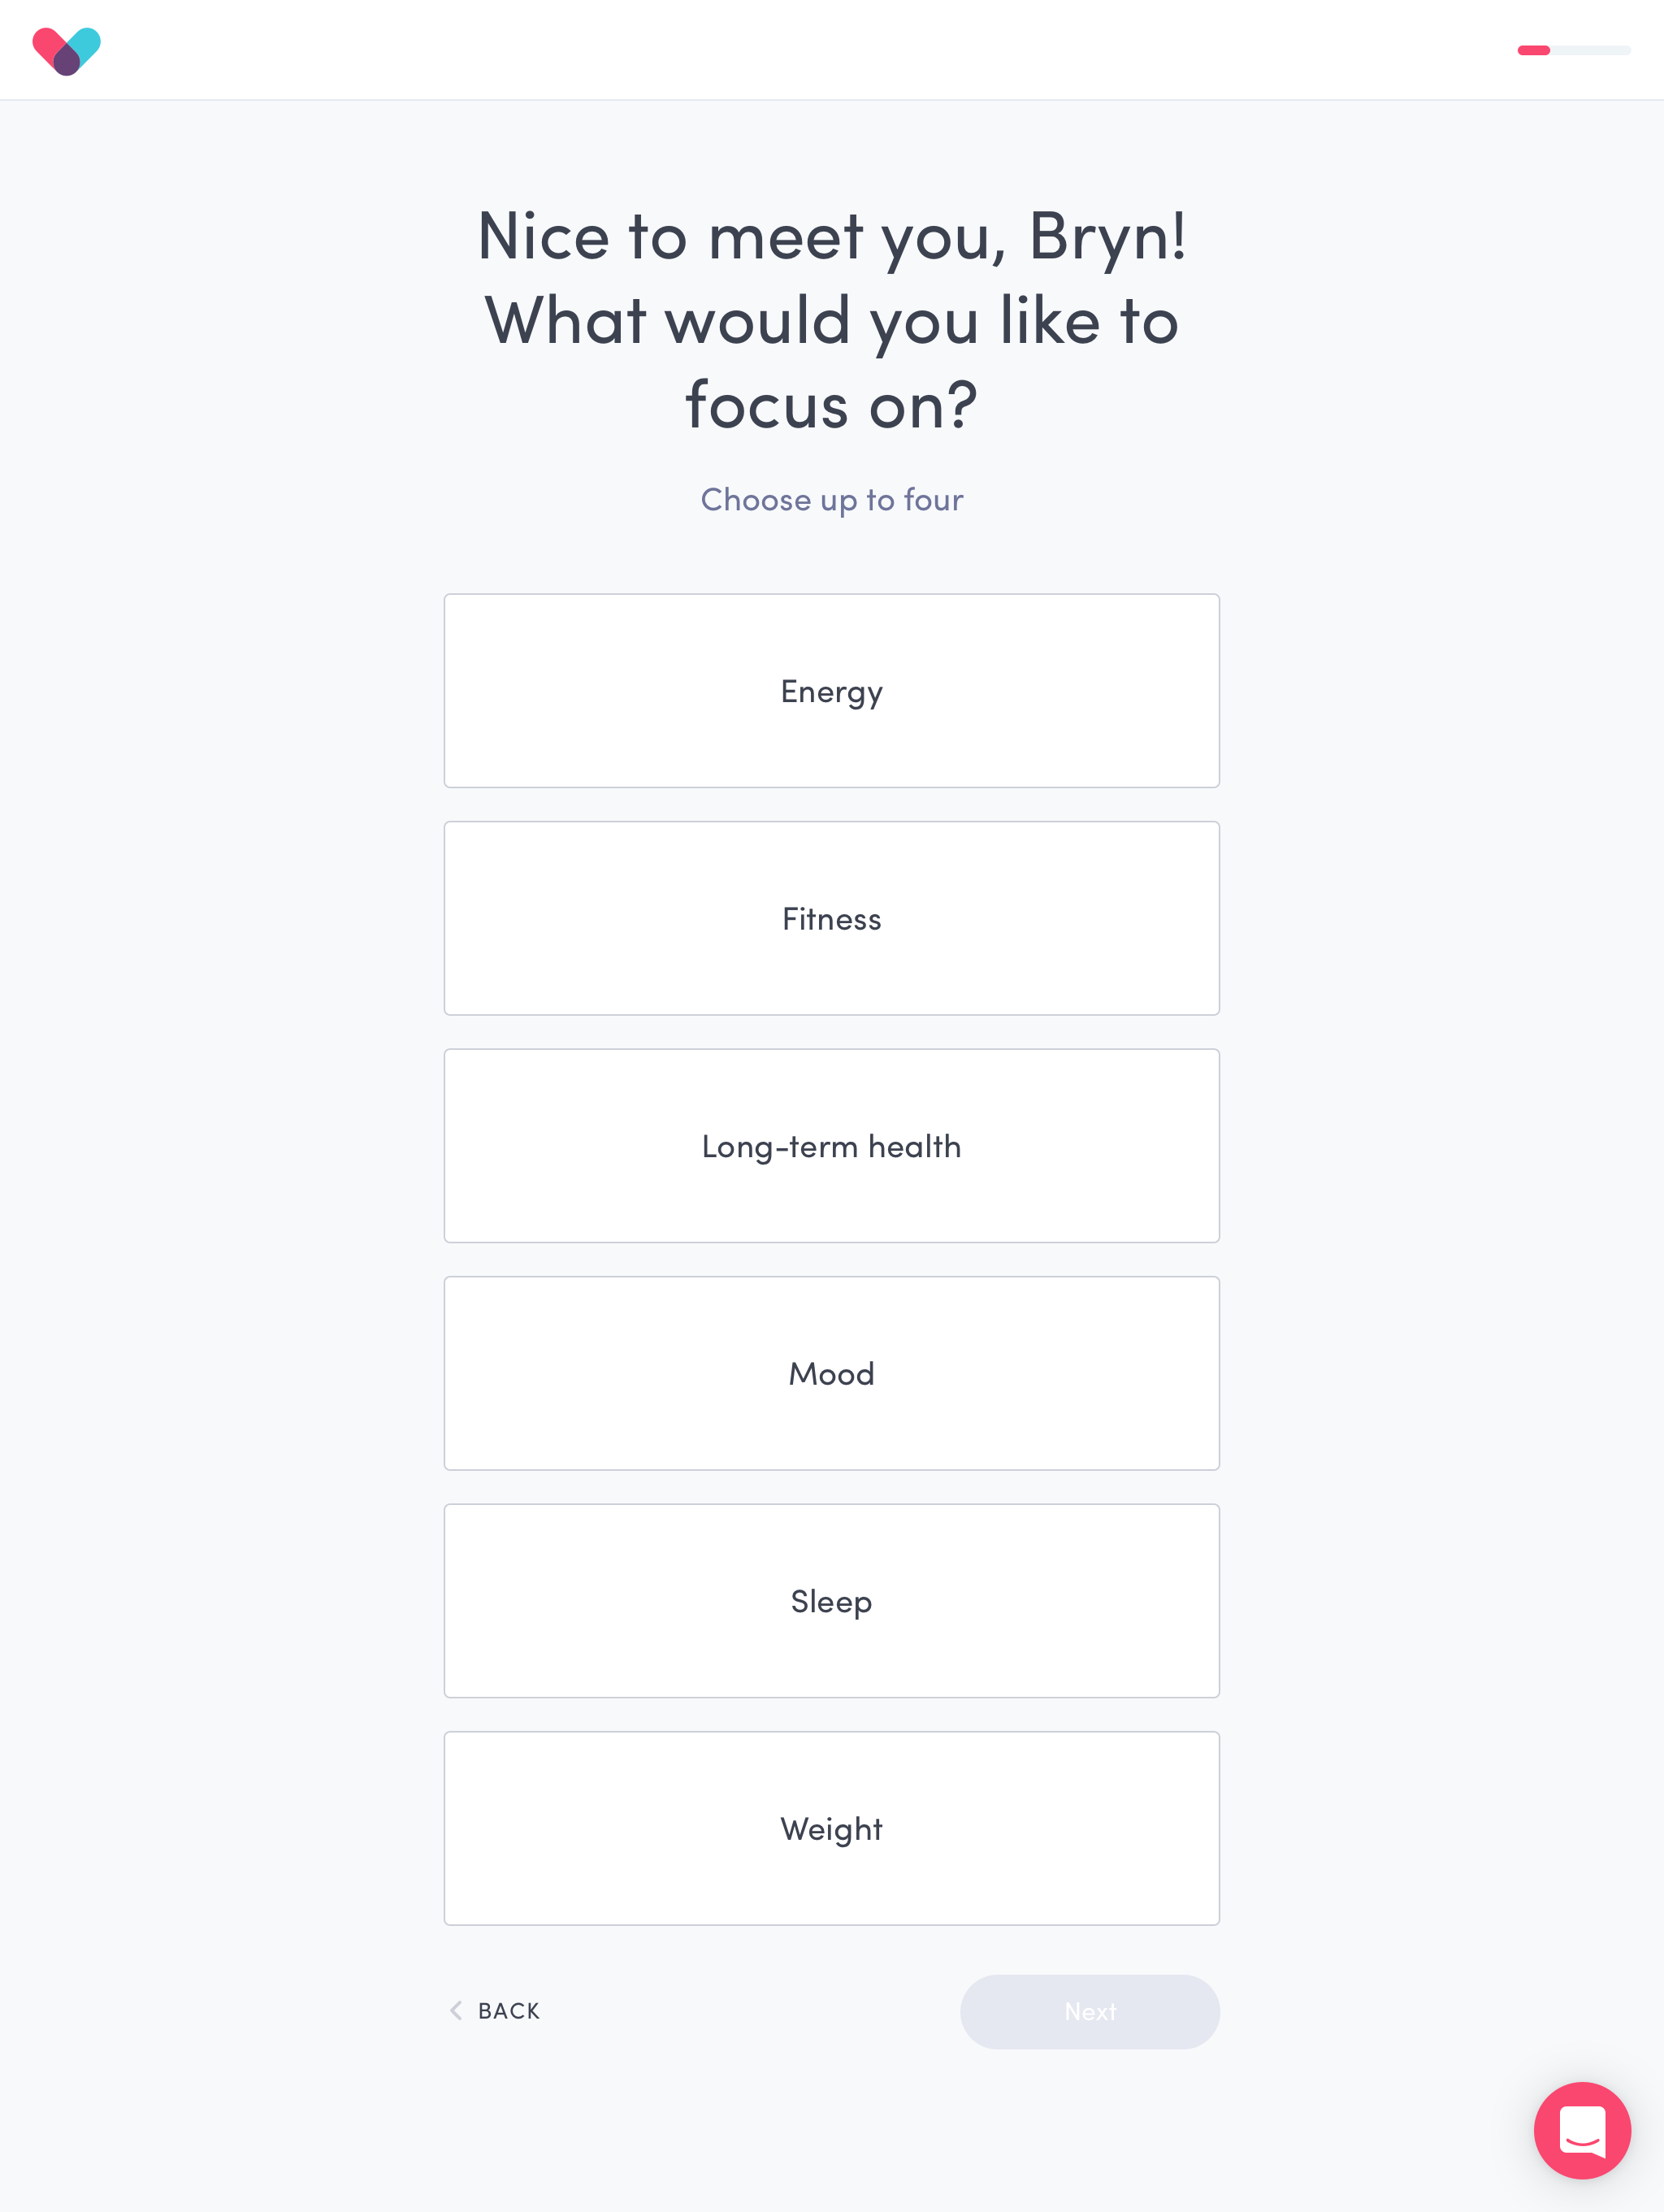 Nice to meet you, Bryn!
What would you like to
focus on?
Choose up to four
Energy
Fitness
Long-term health
Mood
Sleep
Weight
BACK
Next